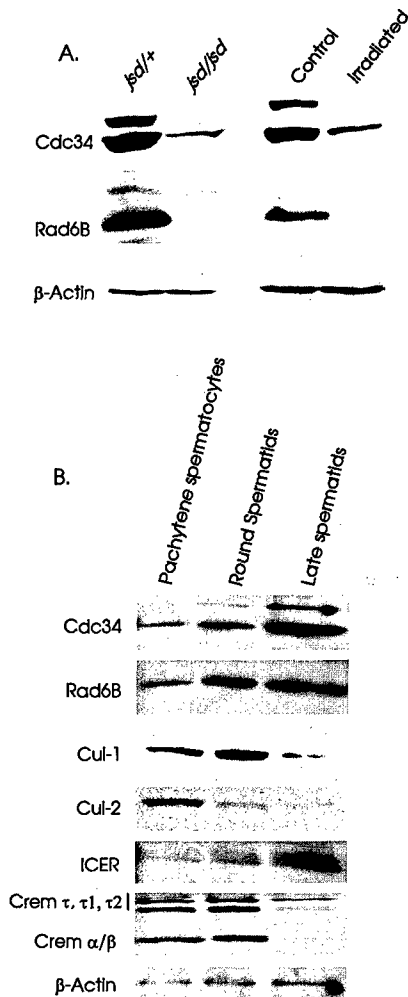 A.
jsd/+ jsd/jsd Control Irradiated
Cdc34
Rad6B
β-Actin
B.
Pachytene spermatocytes Round Spermatids Late spermatids
Cdc34
Rad6B
Cul-1
Cul-2
ICER
Crem τ, τ1, τ2
Crem α/β
β-Actin